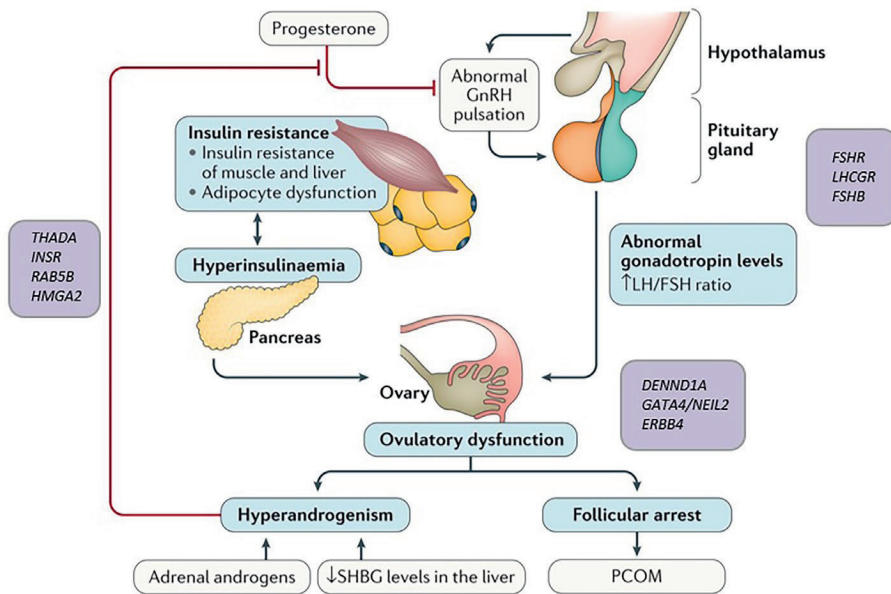 Progesterone
Abnormal
GnRH
pulsation
Hypothalamus
Pituitary
gland
Insulin resistance
• Insulin resistance
of muscle and liver
• Adipocyte dysfunction
FSHR
LHCGR
FSHB
THADA
INSR
RAB5B
HMGA2
Hyperinsulinaemia
Abnormal
gonadotropin levels
↑LH/FSH ratio
Pancreas
Ovary
DENND1A
GATA4/NEIL2
ERBB4
Ovulatory dysfunction
Hyperandrogenism
Follicular arrest
Adrenal androgens
↓SHBG levels in the liver
PCOM